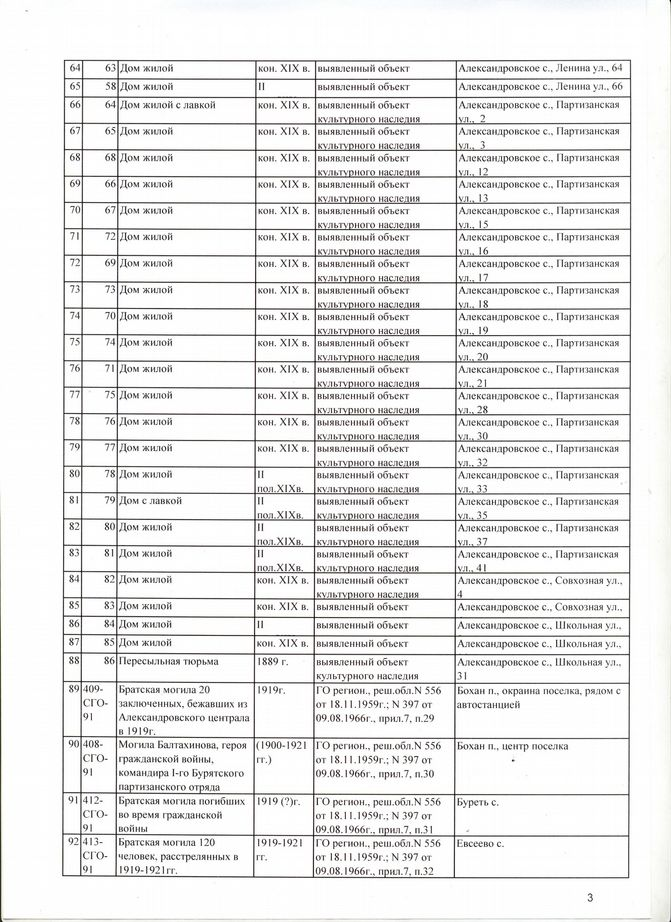 64 63 Дом жилой кон. XIX в. выявленный объект Александровское с., Ленина ул., 64
65 58 Дом жилой II выявленный объект Александровское с., Ленина ул., 66
66 64 Дом жилой с лавкой кон. XIX в. выявленный объект Александровское с., Партизанская
культурного наследия ул., 2
67 65 Дом жилой кон. XIX в. выявленный объект Александровское с., Партизанская
культурного наследия ул., 3
68 68 Дом жилой кон. XIX в. выявленный объект Александровское с., Партизанская
культурного наследия ул., 12
69 66 Дом жилой кон. XIX в. выявленный объект Александровское с., Партизанская
культурного наследия ул., 13
70 67 Дом жилой кон. XIX в. выявленный объект Александровское с., Партизанская
культурного наследия ул., 15
71 72 Дом жилой кон. XIX в. выявленный объект Александровское с., Партизанская
культурного наследия ул., 16
72 69 Дом жилой кон. XIX в. выявленный объект Александровское с., Партизанская
культурного наследия ул., 17
73 73 Дом жилой кон. XIX в. выявленный объект Александровское с., Партизанская
культурного наследия ул., 18
74 70 Дом жилой кон. XIX в. выявленный объект Александровское с., Партизанская
культурного наследия ул., 19
75 74 Дом жилой кон. XIX в. выявленный объект Александровское с., Партизанская
культурного наследия ул., 20
76 71 Дом жилой кон. XIX в. выявленный объект Александровское с., Партизанская
культурного наследия ул., 21
77 75 Дом жилой кон. XIX в. выявленный объект Александровское с., Партизанская
культурного наследия ул., 28
78 76 Дом жилой кон. XIX в. выявленный объект Александровское с., Партизанская
культурного наследия ул., 30
79 77 Дом жилой кон. XIX в. выявленный объект Александровское с., Партизанская
культурного наследия ул., 32
80 78 Дом жилой II выявленный объект Александровское с., Партизанская
пол.XIXв. культурного наследия ул., 33
81 79 Дом с лавкой II выявленный объект Александровское с., Партизанская
пол.XIXв. культурного наследия ул., 35
82 80 Дом жилой II выявленный объект Александровское с., Партизанская
пол.XIXв. культурного наследия ул., 37
83 81 Дом жилой II выявленный объект Александровское с., Партизанская
пол.XIXв. культурного наследия ул., 41
84 82 Дом жилой кон. XIX в. выявленный объект Александровское с., Совхозная ул.,
культурного наследия 4
85 83 Дом жилой кон. XIX в. выявленный объект Александровское с., Совхозная ул.,
86 84 Дом жилой II выявленный объект Александровское с., Школьная ул.,
87 85 Дом жилой кон. XIX в. выявленный объект Александровское с., Школьная ул.,
88 86 Пересыльная тюрьма 1889 г. выявленный объект Александровское с., Школьная ул.,
культурного наследия 31
89 409- Братская могила 20 1919г. ГО регион., реш.обл.N 556 Бохан п., окраина поселка, рядом с
СГО- заключенных, бежавших из от 18.11.1959г.; N 397 от автостанцией
91 Александровского централа 09.08.1966г., прил.7, п.29
в 1919г.
90 408- Могила Балтахинова, героя (1900-1921 ГО регион., реш.обл.N 556 Бохан п., центр поселка
СГО- гражданской войны, гг.) от 18.11.1959г.; N 397 от
91 командира I-го Бурятского 09.08.1966г., прил.7, п.30
партизанского отряда
91 412- Братская могила погибших 1919 (?)г. ГО регион., реш.обл.N 556 Буреть с.
СГО- во время гражданской от 18.11.1959г.; N 397 от
91 войны 09.08.1966г., прил.7, п.31
92 413- Братская могила 120 1919-1921 ГО регион., реш.обл.N 556 Евсеево с.
СГО- человек, расстрелянных в гг. от 18.11.1959г.; N 397 от
91 1919-1921гг. 09.08.1966г., прил.7, п.32
3